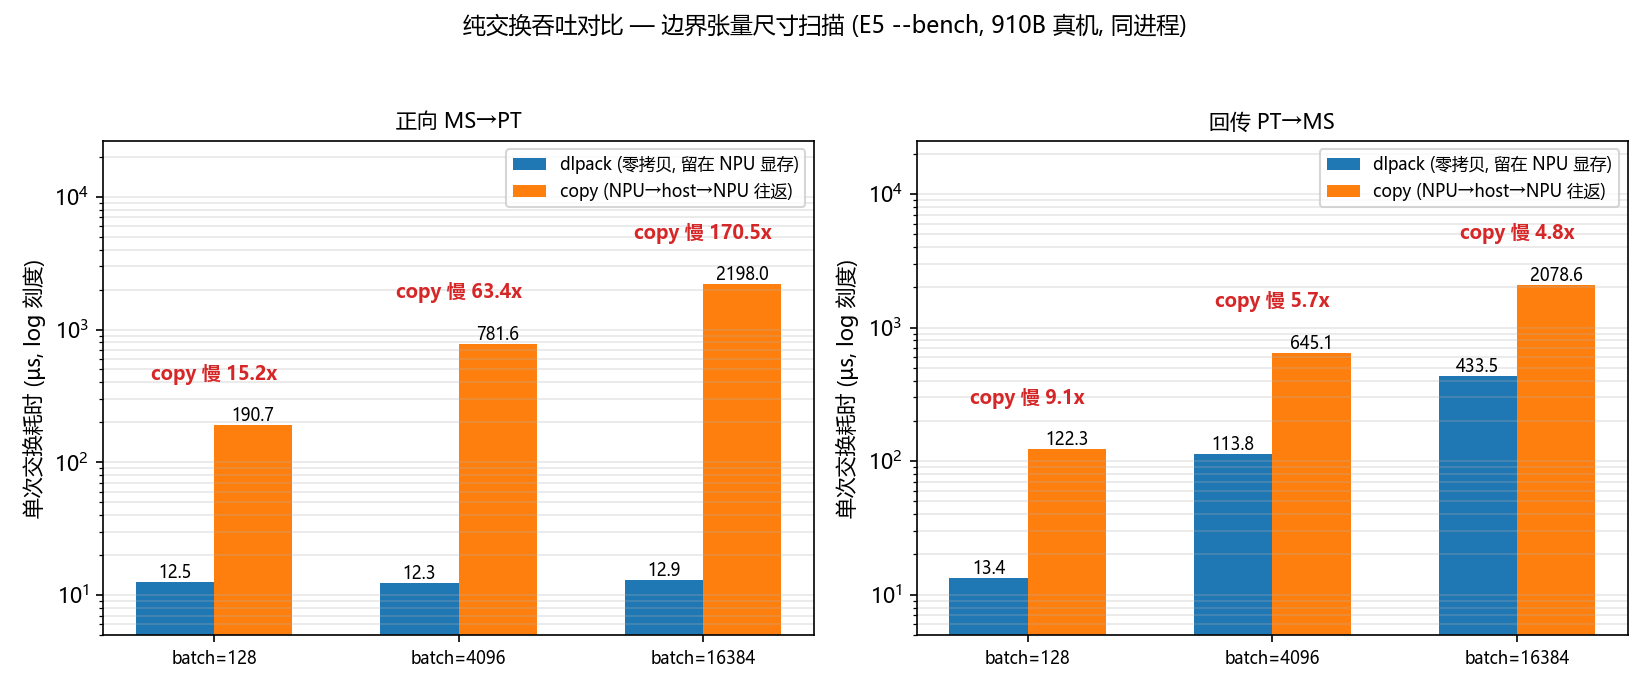 纯交换吞吐对比 — 边界张量尺寸扫描 (E5 --bench, 910B 真机, 同进程)
正向 MS→PT
单次交换耗时 (μs, log 刻度)
10⁴
10³
10²
10¹
dlpack (零拷贝, 留在 NPU 显存)
copy (NPU→host→NPU 往返)
copy 慢 15.2x
copy 慢 63.4x
copy 慢 170.5x
12.5
190.7
12.3
781.6
12.9
2198.0
batch=128
batch=4096
batch=16384
回传 PT→MS
单次交换耗时 (μs, log 刻度)
10⁴
10³
10²
10¹
dlpack (零拷贝, 留在 NPU 显存)
copy (NPU→host→NPU 往返)
copy 慢 9.1x
copy 慢 5.7x
copy 慢 4.8x
13.4
122.3
113.8
645.1
433.5
2078.6
batch=128
batch=4096
batch=16384